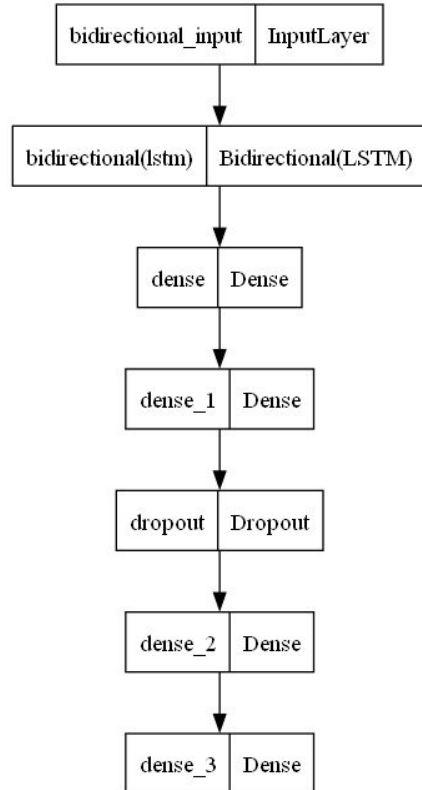 bidirectional_input InputLayer
bidirectional(lstm) Bidirectional(LSTM)
dense Dense
dense_1 Dense
dropout Dropout
dense_2 Dense
dense_3 Dense